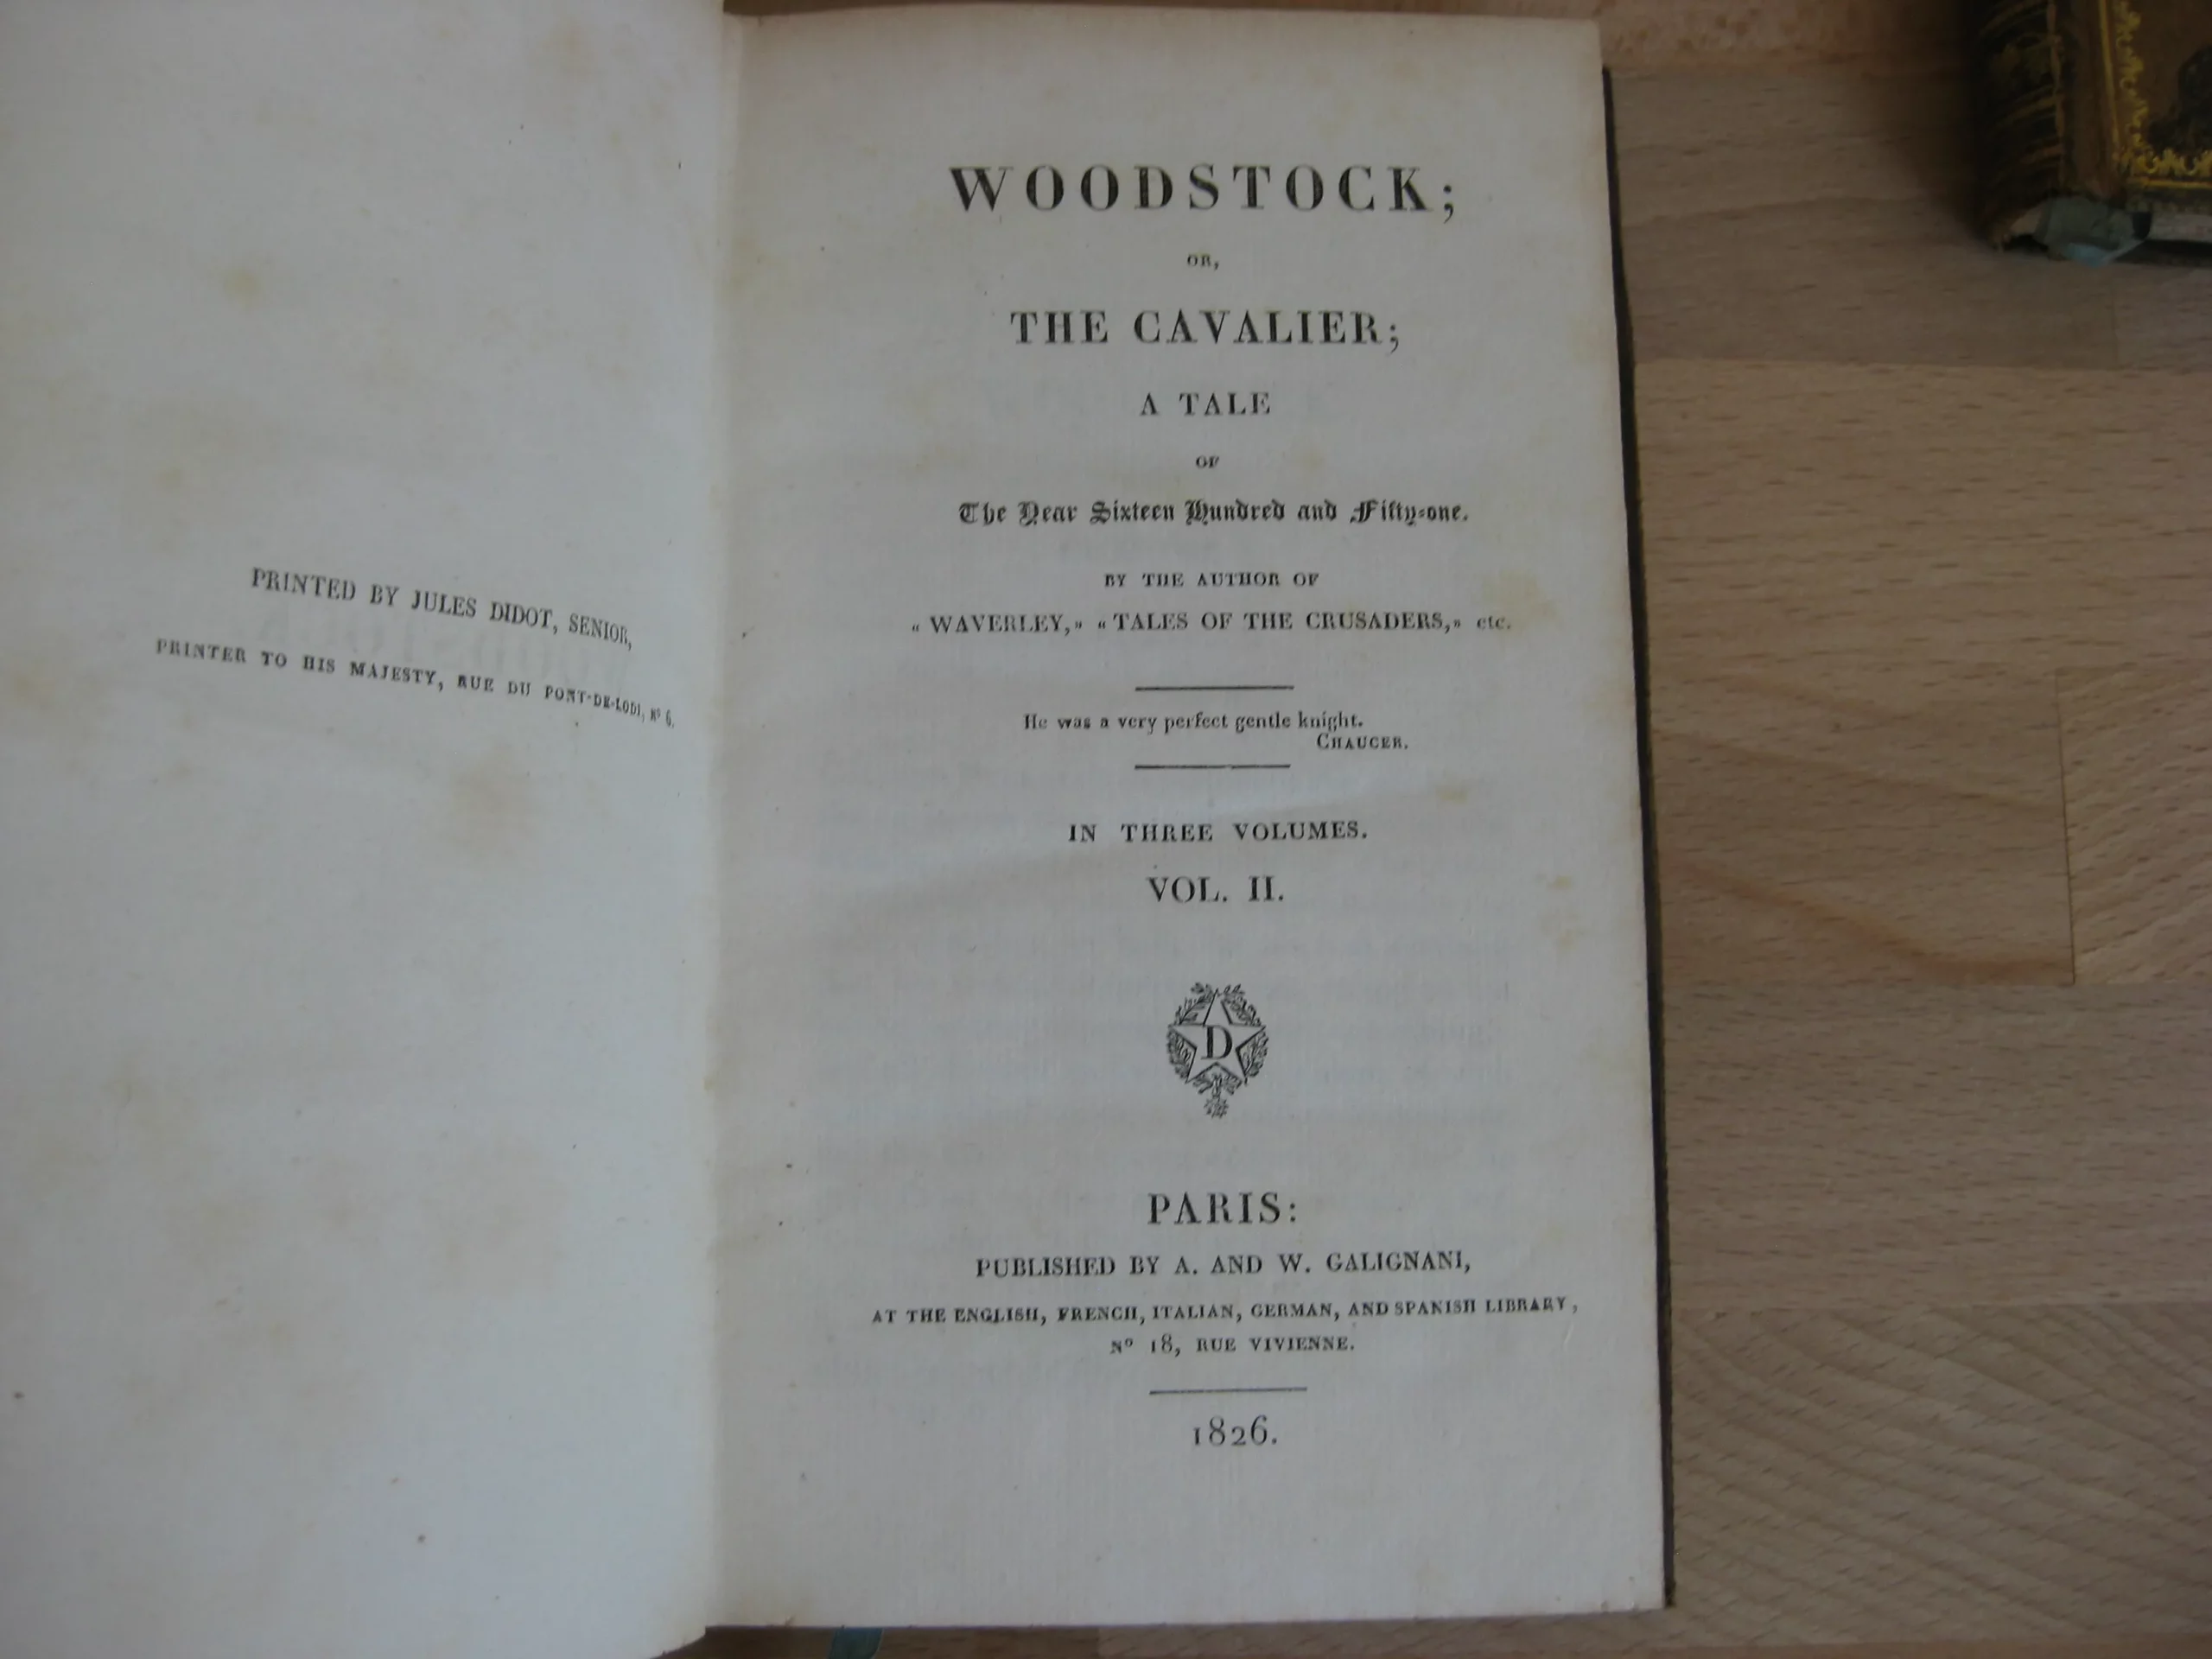 PRINTED BY JULES DIDOT, SENIOR,
PRINTER TO HIS MAJESTY, RUE DU PONT-DE-LODI, Nº 6.
WOODSTOCK;
OR,
THE CAVALIER;
A TALE
OF
The Year Sixteen Hundred and Fifty-one.
BY THE AUTHOR OF
« WAVERLEY,» « TALES OF THE CRUSADERS,» etc.
He was a very perfect gentle knight.
CHAUCER.
IN THREE VOLUMES.
VOL. II.
D
PARIS:
PUBLISHED BY A. AND W. GALIGNANI,
AT THE ENGLISH, FRENCH, ITALIAN, GERMAN, AND SPANISH LIBRARY,
Nº 18, RUE VIVIENNE.
1826.